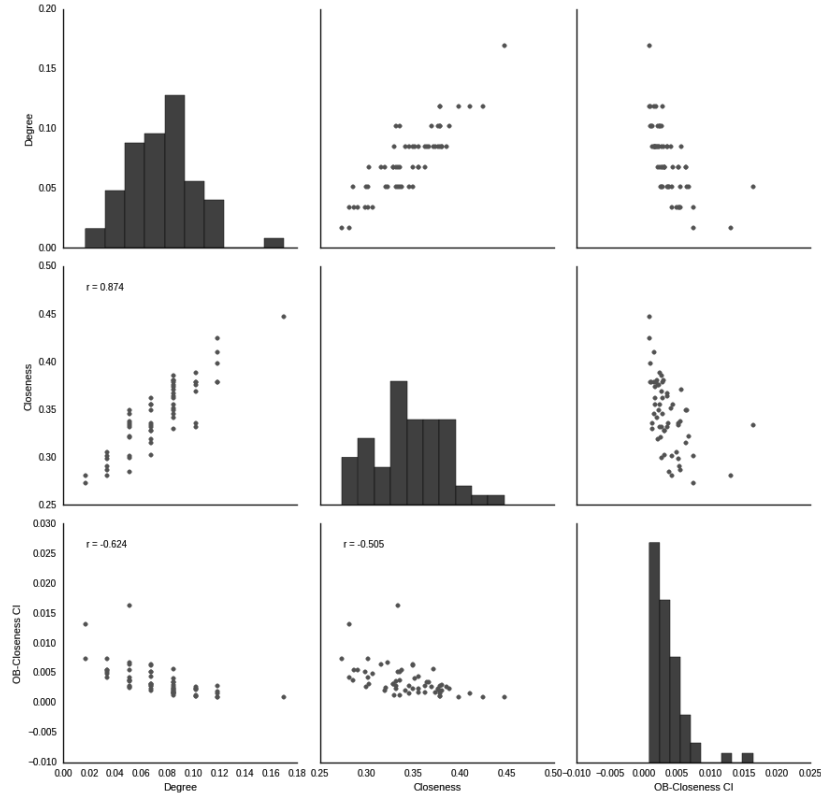 0.20
0.15
0.10
0.05
0.00
Degree
0.50
0.45
0.40
0.35
0.30
0.25
Closeness
r = 0.874
0.030
0.025
0.020
0.015
0.010
0.005
0.000
−0.005
−0.010
OB-Closeness CI
r = -0.624
r = -0.505
0.00 0.02 0.04 0.06 0.08 0.10 0.12 0.14 0.16 0.18
Degree
0.25 0.30 0.35 0.40 0.45 0.50
Closeness
−0.010 −0.005 0.000 0.005 0.010 0.015 0.020 0.025
OB-Closeness CI